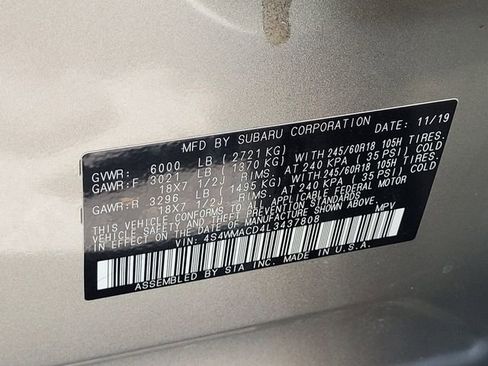 MFD BY SUBARU CORPORATION DATE: 11/19
GVWR: 6000 LB (2721 KG)
GAWR:F 3021 LB (1370 KG) WITH 245/60R18 105H TIRES.
18X7 1/2J RIMS. AT 240 KPA ( 35 PSI) COLD.
GAWR:R 3296 LB (1495 KG) WITH 245/60R18 105H TIRES.
18X7 1/2J RIMS. AT 240 KPA ( 35 PSI) COLD.
THIS VEHICLE CONFORMS TO ALL APPLICABLE FEDERAL MOTOR
VEHICLE SAFETY AND THEFT PREVENTION STANDARDS
IN EFFECT ON THE DATE OF MANUFACTURE SHOWN ABOVE.
VIN: 4S4WMACD4L3437808 MPV
ASSEMBLED BY SIA INC. MADE IN U.S.A.